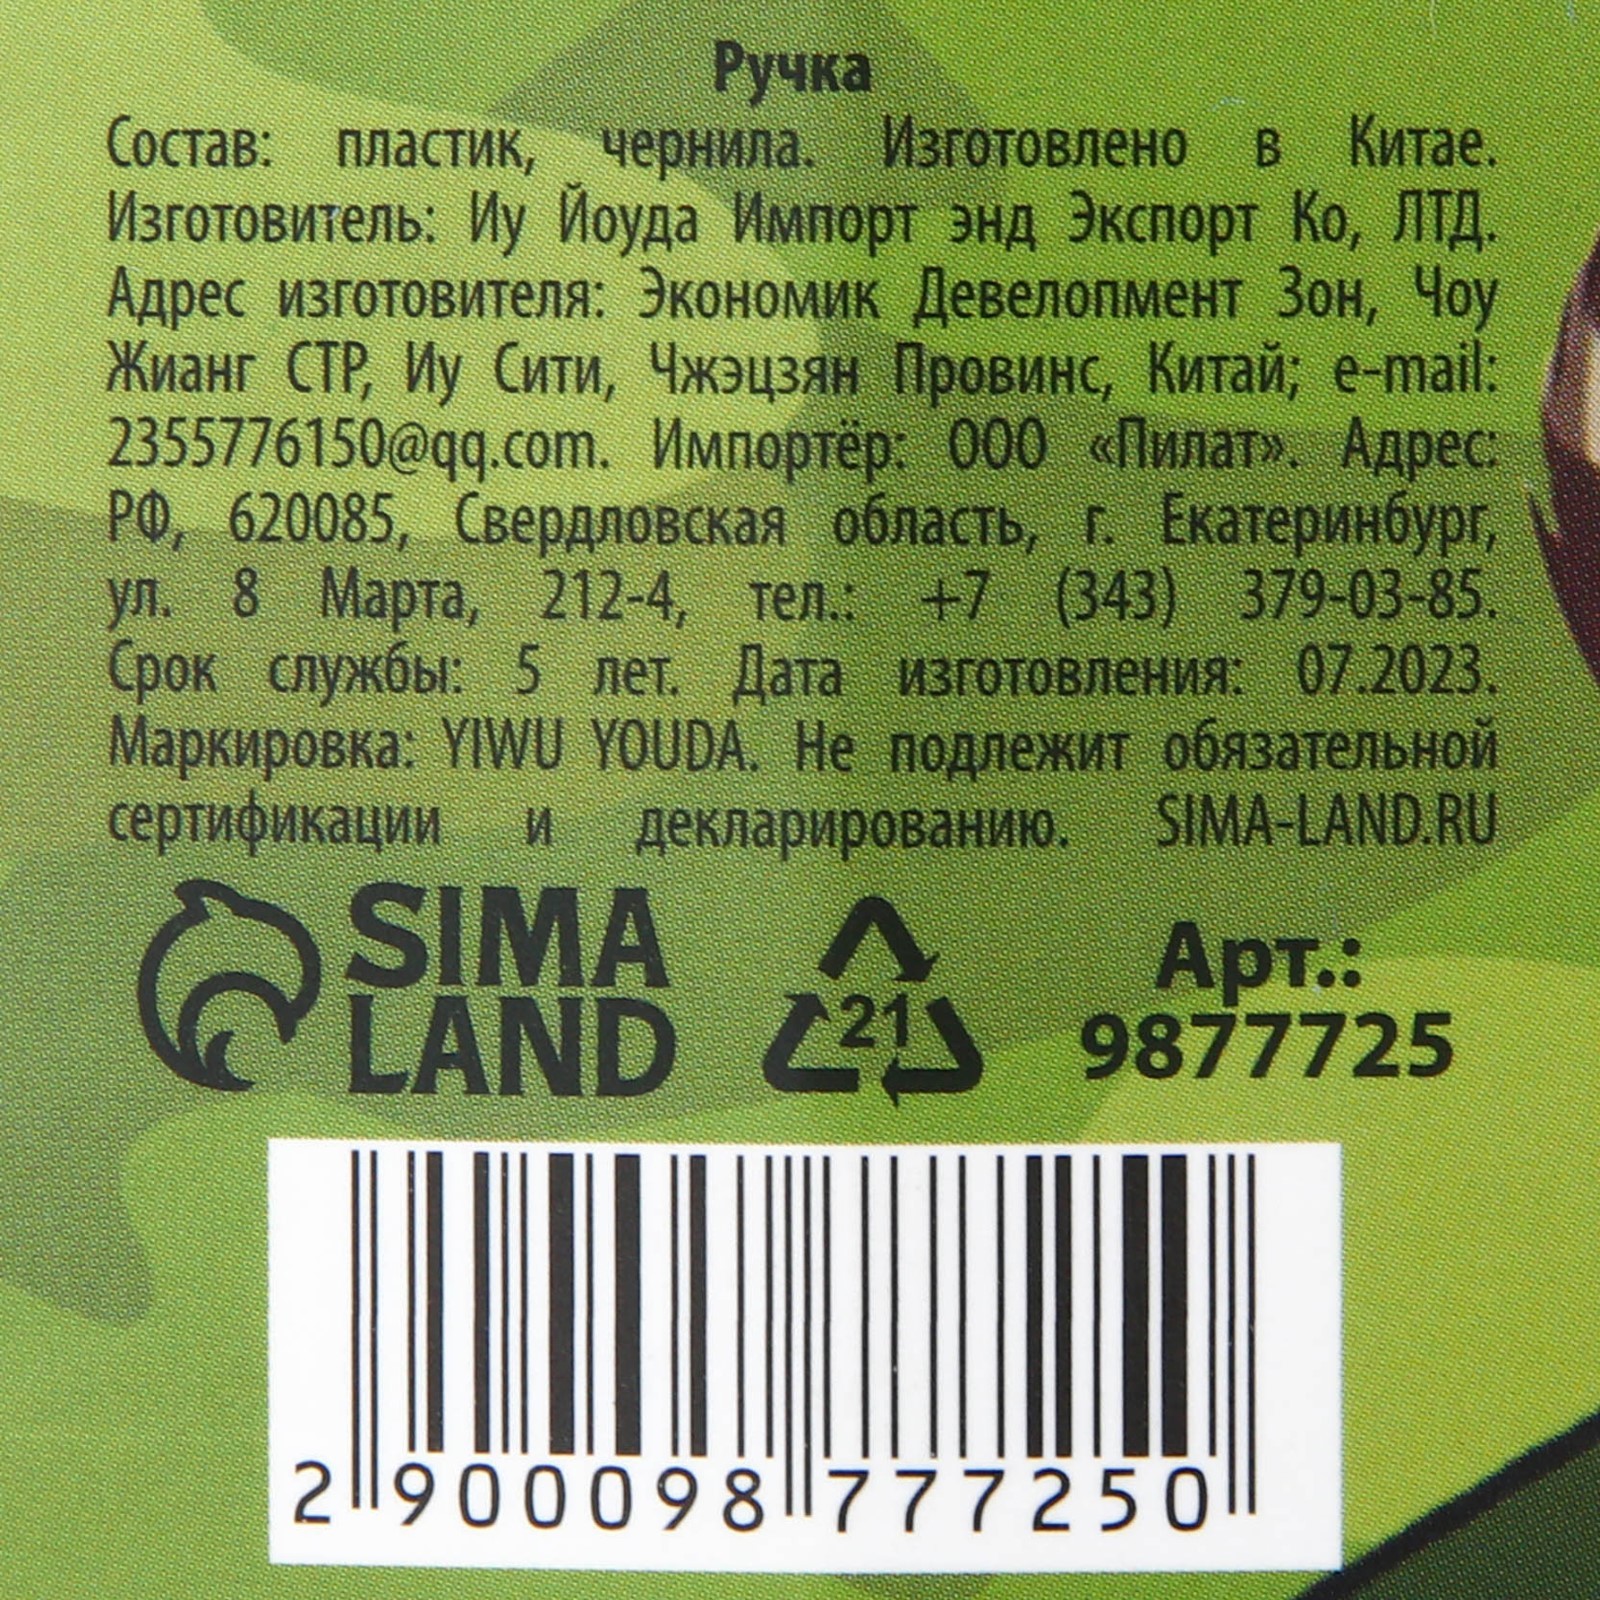 Ручка
Состав: пластик, чернила. Изготовлено в Китае.
Изготовитель: Иу Йоуда Импорт энд Экспорт Ко, ЛТД.
Адрес изготовителя: Экономик Девелопмент Зон, Чоу
Жианг СТР, Иу Сити, Чжэцзян Провинс, Китай; e-mail:
2355776150@qq.com. Импортёр: ООО «Пилат». Адрес:
РФ, 620085, Свердловская область, г. Екатеринбург,
ул. 8 Марта, 212-4, тел.: +7 (343) 379-03-85.
Срок службы: 5 лет. Дата изготовления: 07.2023.
Маркировка: YIWU YOUDA. Не подлежит обязательной
сертификации и декларированию. SIMA-LAND.RU
SIMA
LAND
21
Арт.:
9877725
2 900098 777250